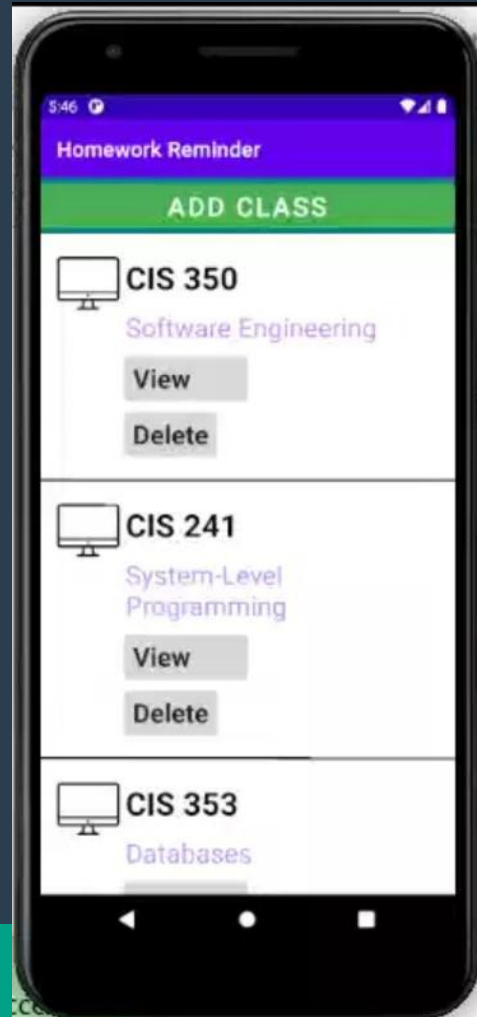 5:46
Homework Reminder
ADD CLASS
CIS 350
Software Engineering
View
Delete
CIS 241
System-Level
Programming
View
Delete
CIS 353
Databases